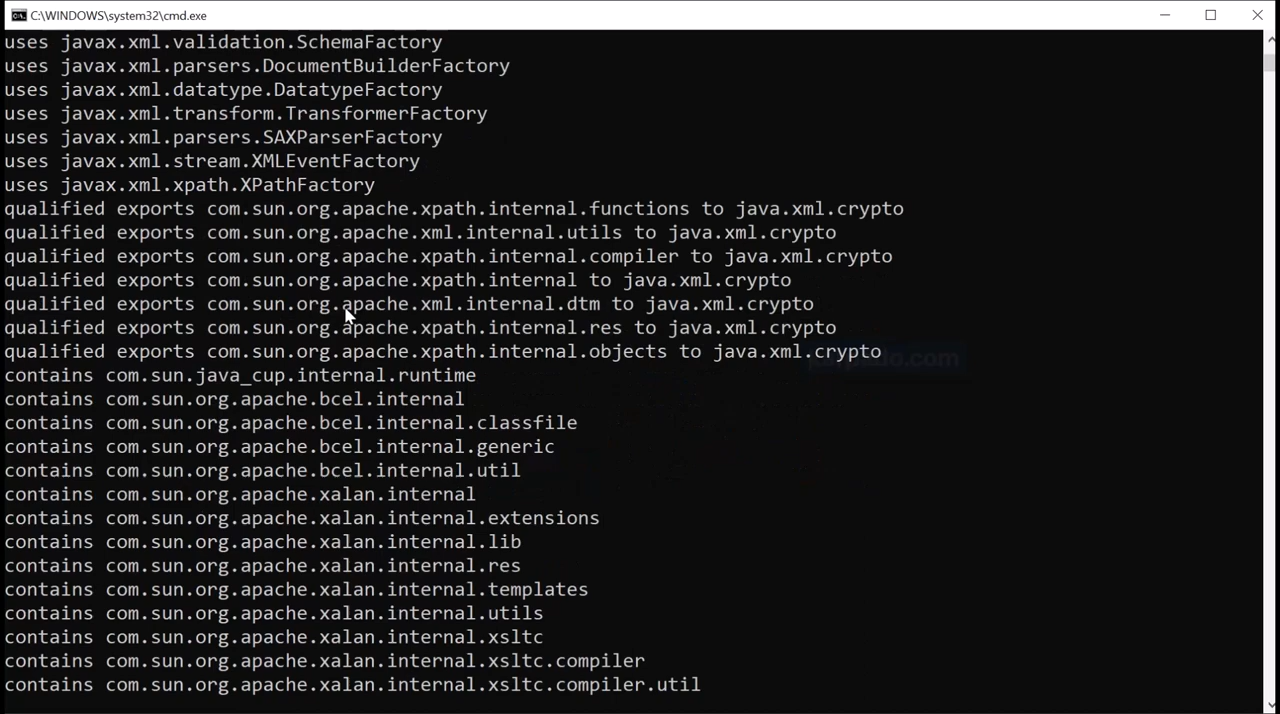 C:\WINDOWS\system32\cmd.exe
uses javax.xml.validation.SchemaFactory
uses javax.xml.parsers.DocumentBuilderFactory
uses javax.xml.datatype.DatatypeFactory
uses javax.xml.transform.TransformerFactory
uses javax.xml.parsers.SAXParserFactory
uses javax.xml.stream.XMLEventFactory
uses javax.xml.xpath.XPathFactory
qualified exports com.sun.org.apache.xpath.internal.functions to java.xml.crypto
qualified exports com.sun.org.apache.xml.internal.utils to java.xml.crypto
qualified exports com.sun.org.apache.xpath.internal.compiler to java.xml.crypto
qualified exports com.sun.org.apache.xpath.internal to java.xml.crypto
qualified exports com.sun.org.apache.xml.internal.dtm to java.xml.crypto
qualified exports com.sun.org.apache.xpath.internal.res to java.xml.crypto
qualified exports com.sun.org.apache.xpath.internal.objects to java.xml.crypto
contains com.sun.java_cup.internal.runtime
contains com.sun.org.apache.bcel.internal
contains com.sun.org.apache.bcel.internal.classfile
contains com.sun.org.apache.bcel.internal.generic
contains com.sun.org.apache.bcel.internal.util
contains com.sun.org.apache.xalan.internal
contains com.sun.org.apache.xalan.internal.extensions
contains com.sun.org.apache.xalan.internal.lib
contains com.sun.org.apache.xalan.internal.res
contains com.sun.org.apache.xalan.internal.templates
contains com.sun.org.apache.xalan.internal.utils
contains com.sun.org.apache.xalan.internal.xsltc
contains com.sun.org.apache.xalan.internal.xsltc.compiler
contains com.sun.org.apache.xalan.internal.xsltc.compiler.util